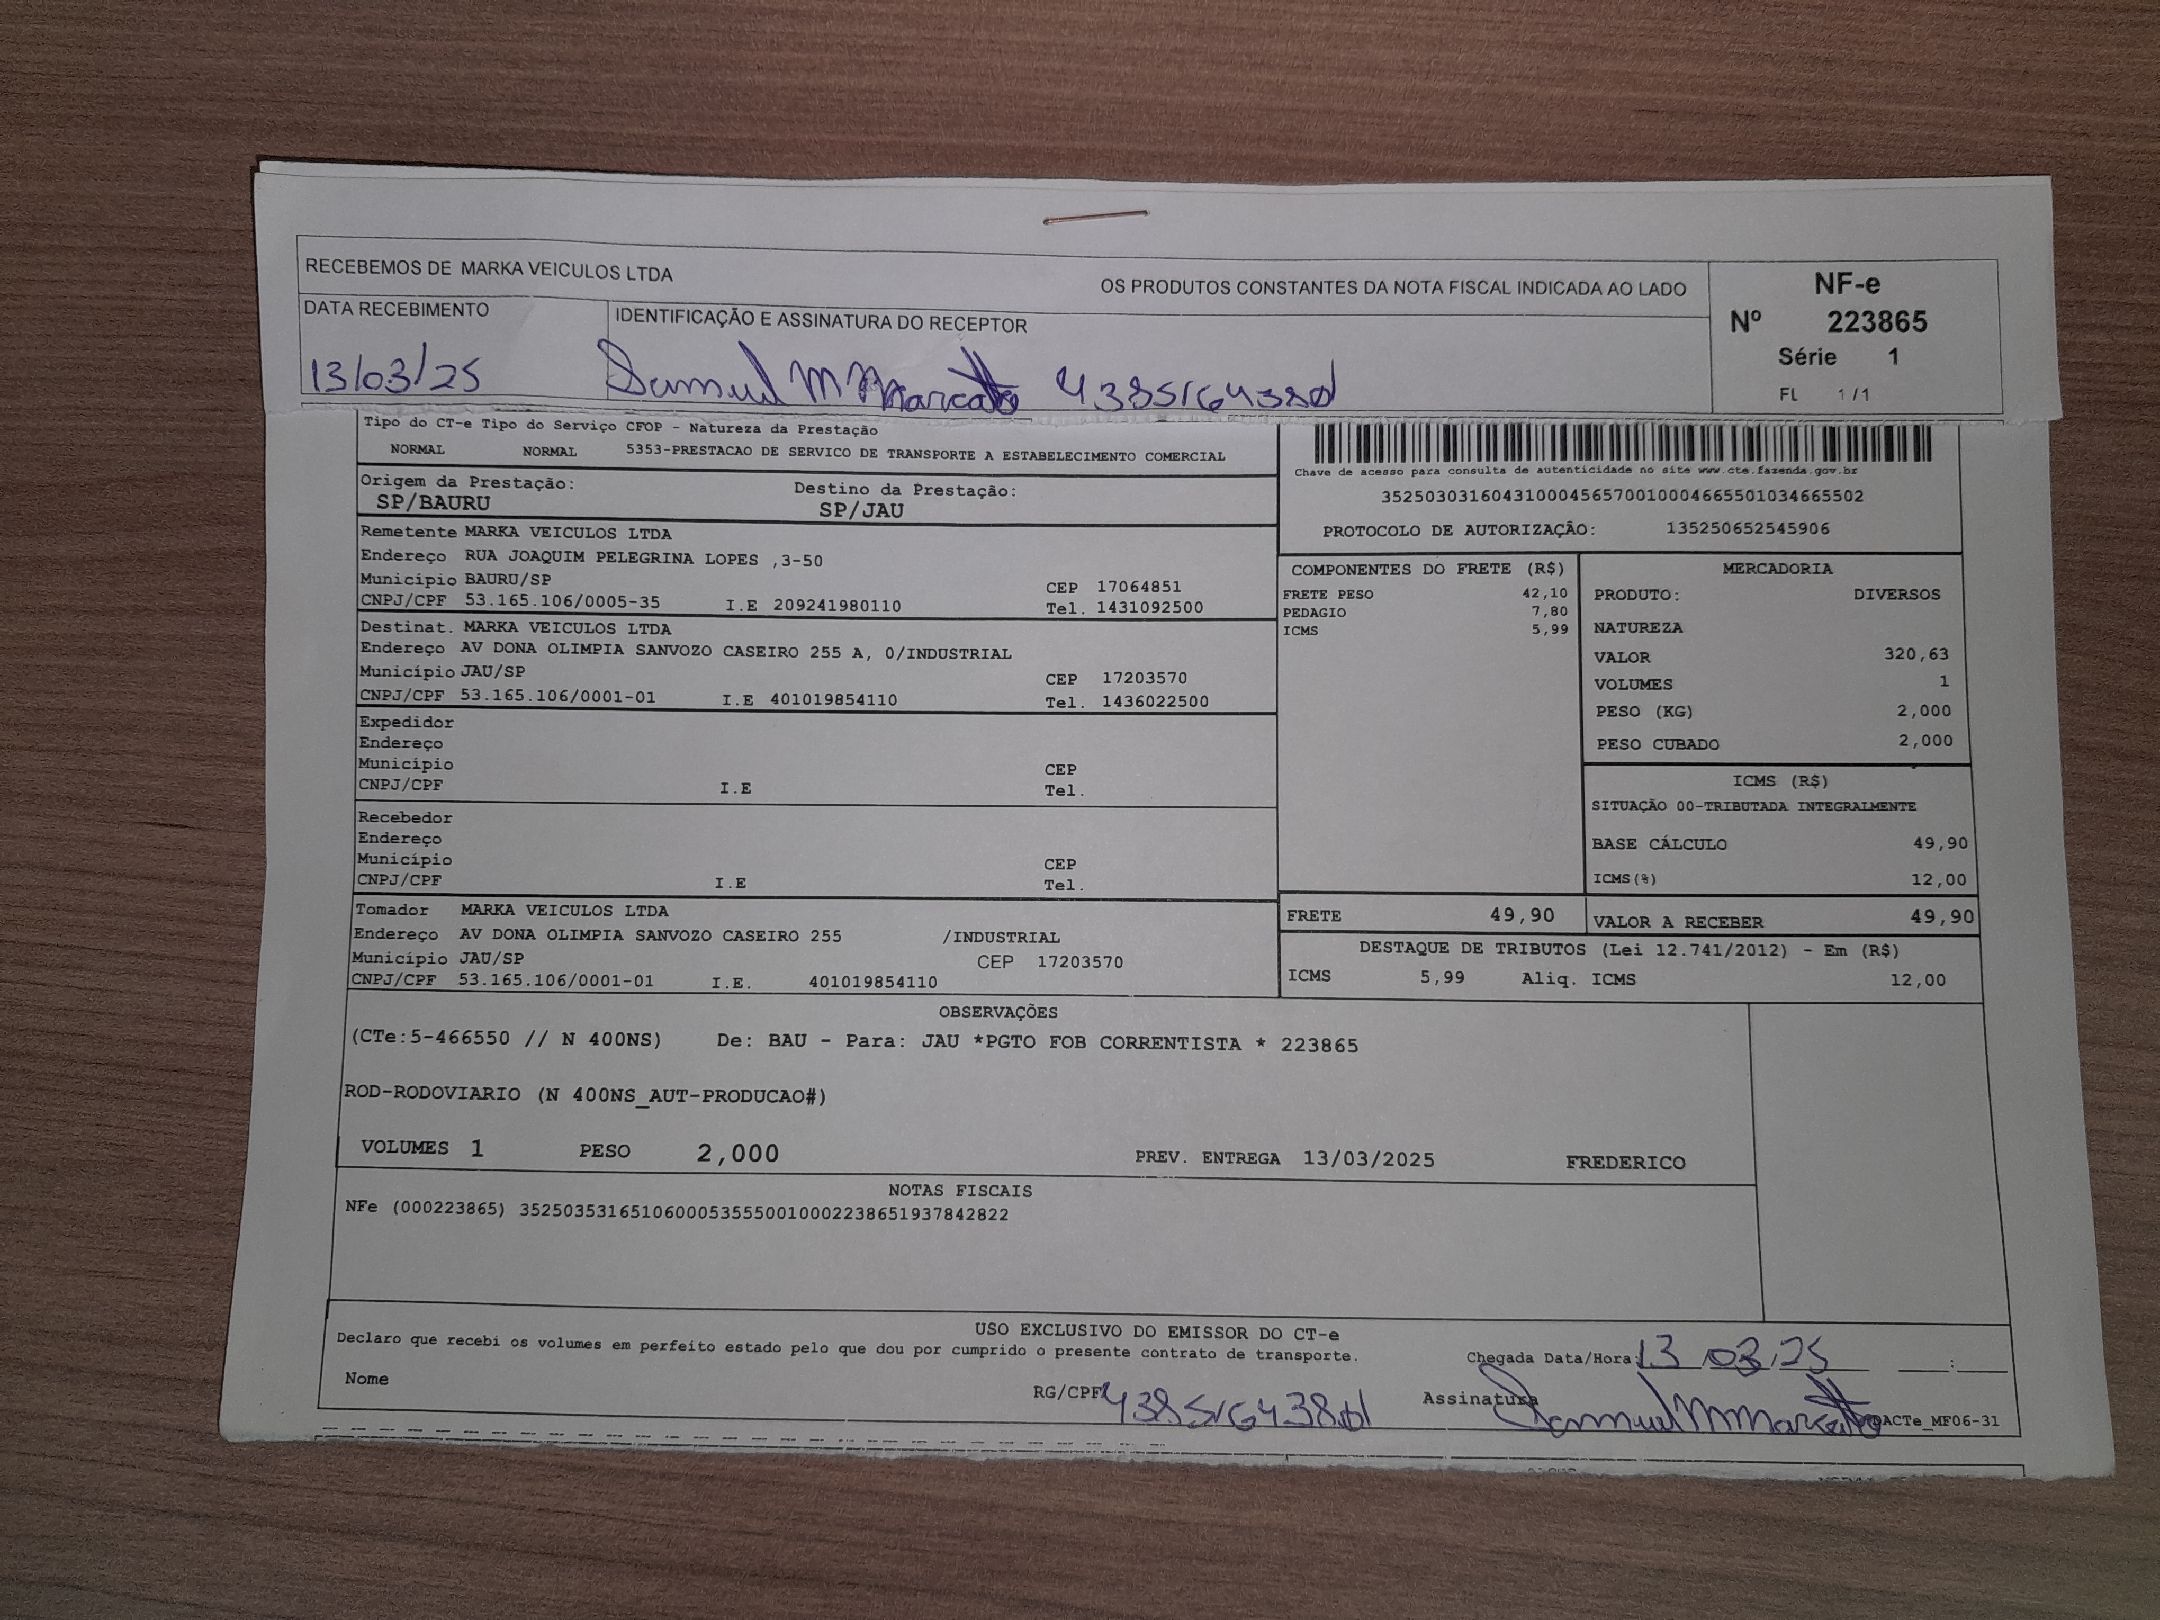 RECEBEMOS DE MARKA VEICULOS LTDA OS PRODUTOS CONSTANTES DA NOTA FISCAL INDICADA AO LADO
NF-e
Nº 223865
Série 1
FL 1/1
DATA RECEBIMENTO IDENTIFICAÇÃO E ASSINATURA DO RECEPTOR
13/03/25 Samuel M Marcatto
Tipo do CT-e Tipo do Serviço CFOP - Natureza da Prestação
NORMAL NORMAL 5353-PRESTACAO DE SERVICO DE TRANSPORTE A ESTABELECIMENTO COMERCIAL
Chave de acesso para consulta de autenticidade no site www.cte.fazenda.gov.br
35250303160431000456570010004665501034665502
PROTOCOLO DE AUTORIZAÇÃO: 135250652545906
Origem da Prestação: Destino da Prestação:
SP/BAURU SP/JAU
Remetente MARKA VEICULOS LTDA
Endereço RUA JOAQUIM PELEGRINA LOPES ,3-50
Município BAURU/SP CEP 17064851
CNPJ/CPF 53.165.106/0005-35 I.E 209241980110 Tel. 1431092500
Destinat. MARKA VEICULOS LTDA
Endereço AV DONA OLIMPIA SANVOZO CASEIRO 255 A, 0/INDUSTRIAL
Município JAU/SP CEP 17203570
CNPJ/CPF 53.165.106/0001-01 I.E 401019854110 Tel. 1436022500
Expedidor
Endereço
Município CEP
CNPJ/CPF I.E Tel.
Recebedor
Endereço
Município CEP
CNPJ/CPF I.E Tel.
Tomador MARKA VEICULOS LTDA
Endereço AV DONA OLIMPIA SANVOZO CASEIRO 255 /INDUSTRIAL
Município JAU/SP CEP 17203570
CNPJ/CPF 53.165.106/0001-01 I.E. 401019854110
COMPONENTES DO FRETE (R$)
FRETE PESO 42,10
PEDAGIO 7,80
ICMS 5,99
MERCADORIA
PRODUTO: DIVERSOS
NATUREZA
VALOR 320,63
VOLUMES 1
PESO (KG) 2,000
PESO CUBADO 2,000
ICMS (R$)
SITUAÇÃO 00-TRIBUTADA INTEGRALMENTE
BASE CÁLCULO 49,90
ICMS(%) 12,00
FRETE 49,90 VALOR A RECEBER 49,90
DESTAQUE DE TRIBUTOS (Lei 12.741/2012) - Em (R$)
ICMS 5,99 Aliq. ICMS 12,00
OBSERVAÇÕES
(CTe:5-466550 // N 400NS) De: BAU - Para: JAU *PGTO FOB CORRENTISTA * 223865
ROD-RODOVIARIO (N 400NS_AUT-PRODUCAO#)
VOLUMES 1 PESO 2,000 PREV. ENTREGA 13/03/2025 FREDERICO
NOTAS FISCAIS
NFe (000223865) 35250353165106000535550010002238651937842822
USO EXCLUSIVO DO EMISSOR DO CT-e
Declaro que recebi os volumes em perfeito estado pelo que dou por cumprido o presente contrato de transporte.
Chegada Data/Hora: 13 03 25 :
Nome RG/CPF Assinatura Samuel M Marcatto DACTe_MF06-31